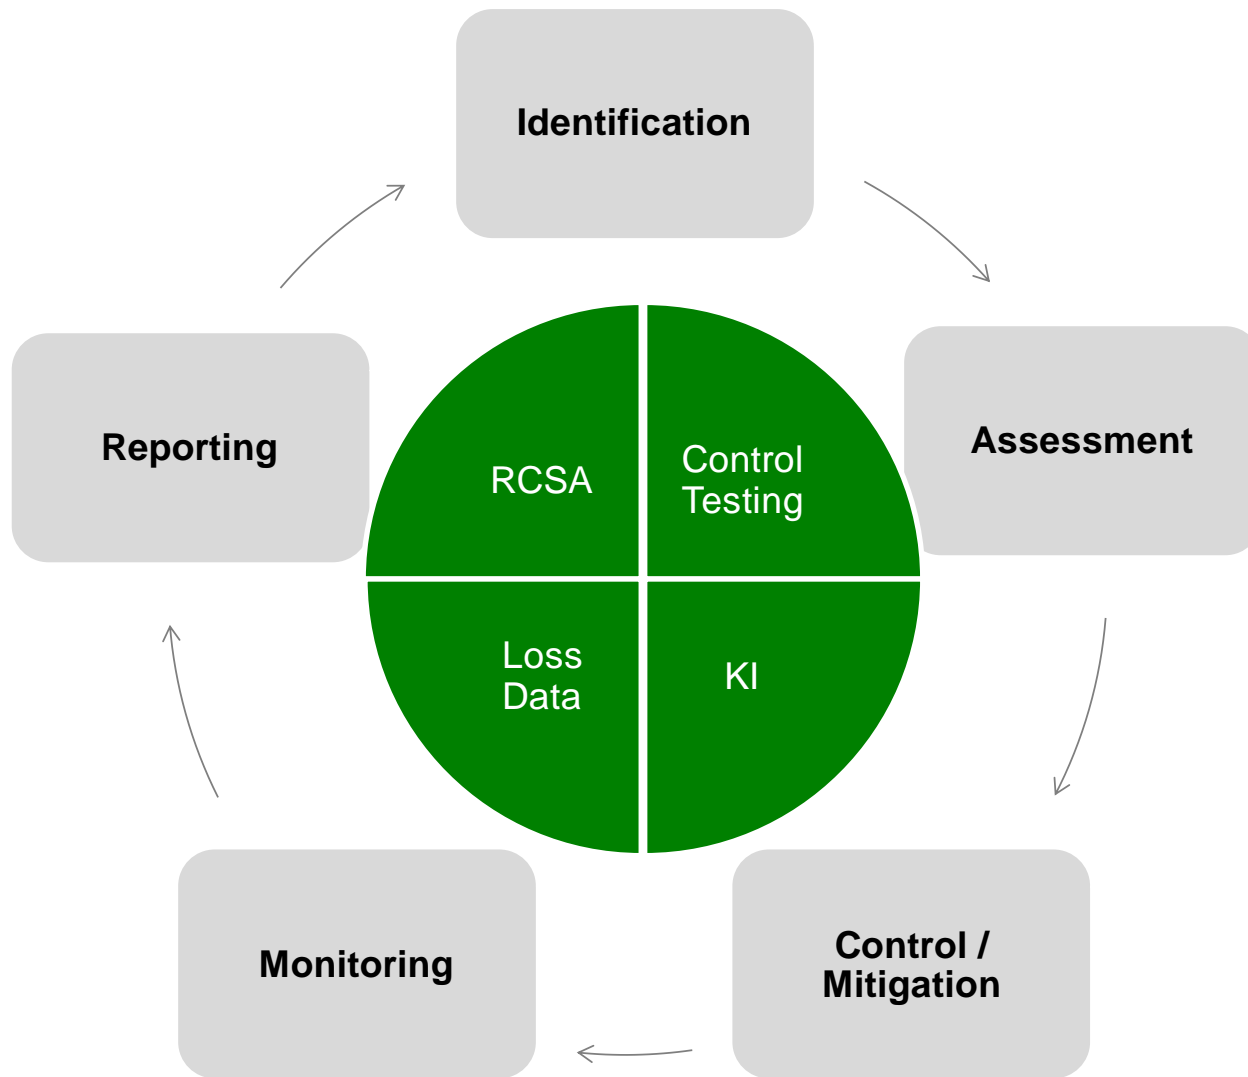 Identification
Reporting
Assessment
RCSA
Control
Testing
Loss
Data
KI
Monitoring
Control /
Mitigation